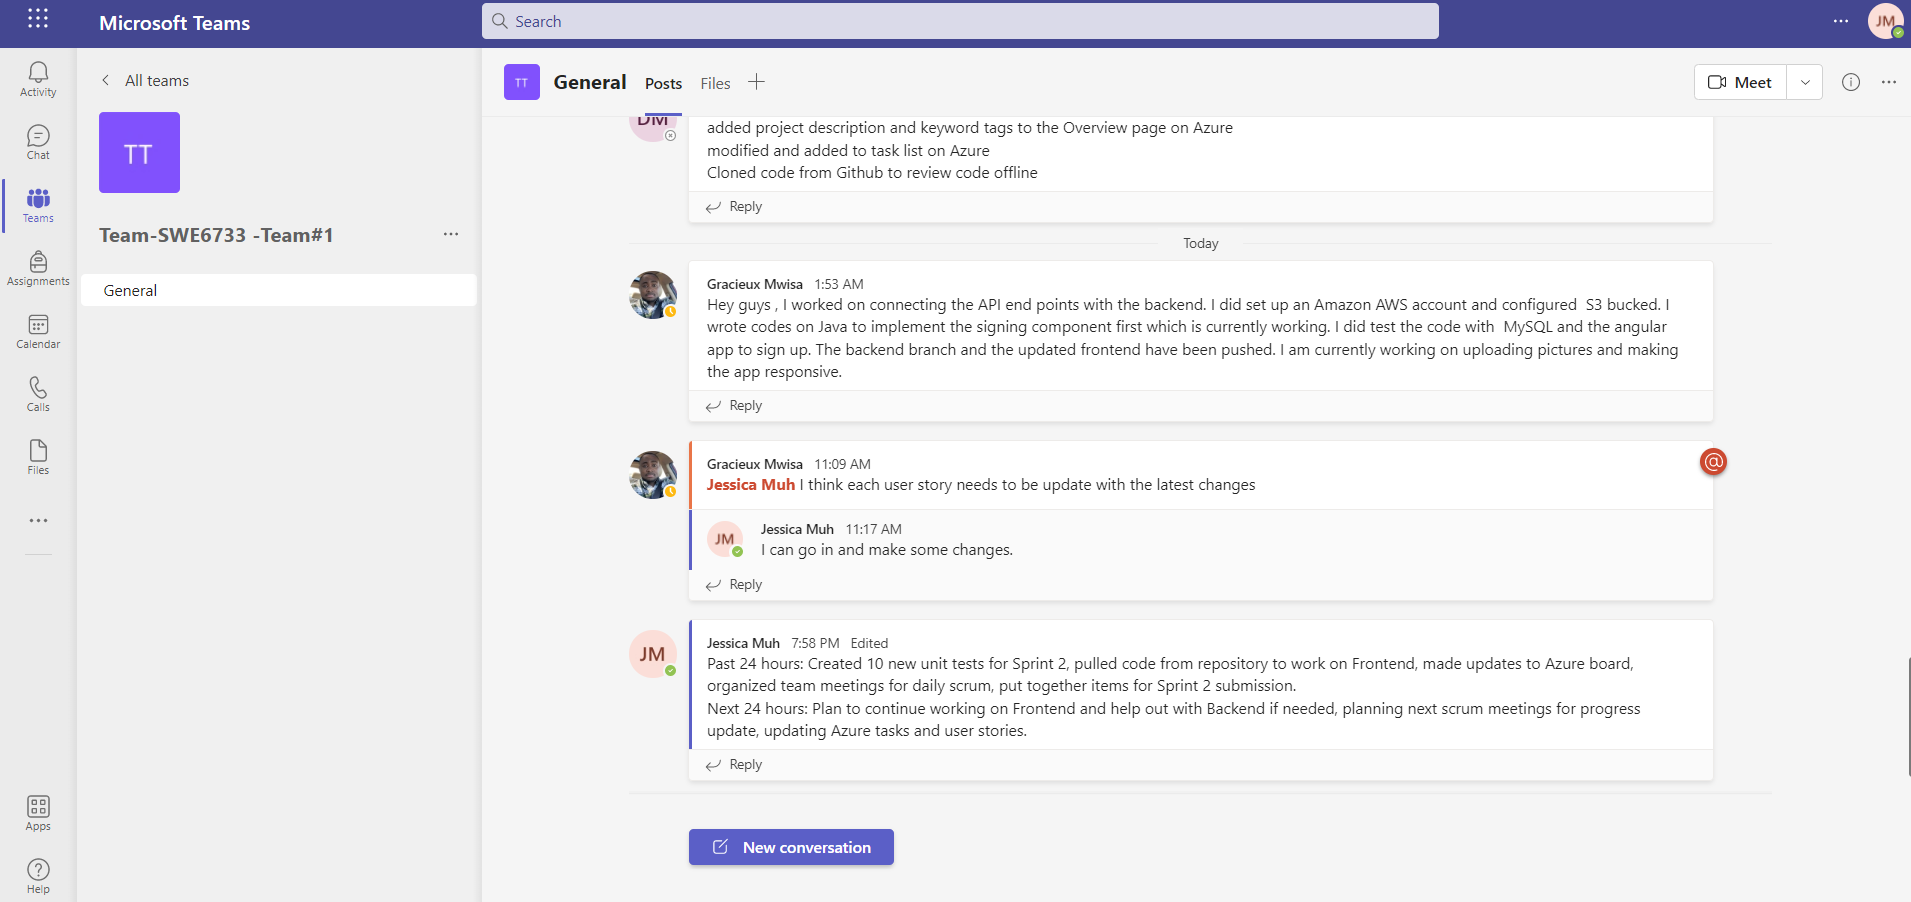 Microsoft Teams
Search
JM
Activity
Chat
Teams
Assignments
Calendar
Calls
Files
Apps
Help
All teams
TT
Team-SWE6733 -Team#1
General
TT
General
Posts
Files
Meet
DM
added project description and keyword tags to the Overview page on Azure
modified and added to task list on Azure
Cloned code from Github to review code offline
Reply
Today
Gracieux Mwisa 1:53 AM
Hey guys , I worked on connecting the API end points with the backend. I did set up an Amazon AWS account and configured S3 bucked. I
wrote codes on Java to implement the signing component first which is currently working. I did test the code with MySQL and the angular
app to sign up. The backend branch and the updated frontend have been pushed. I am currently working on uploading pictures and making
the app responsive.
Reply
Gracieux Mwisa 11:09 AM
@
Jessica Muh I think each user story needs to be update with the latest changes
JM
Jessica Muh 11:17 AM
I can go in and make some changes.
Reply
JM
Jessica Muh 7:58 PM Edited
Past 24 hours: Created 10 new unit tests for Sprint 2, pulled code from repository to work on Frontend, made updates to Azure board,
organized team meetings for daily scrum, put together items for Sprint 2 submission.
Next 24 hours: Plan to continue working on Frontend and help out with Backend if needed, planning next scrum meetings for progress
update, updating Azure tasks and user stories.
Reply
New conversation